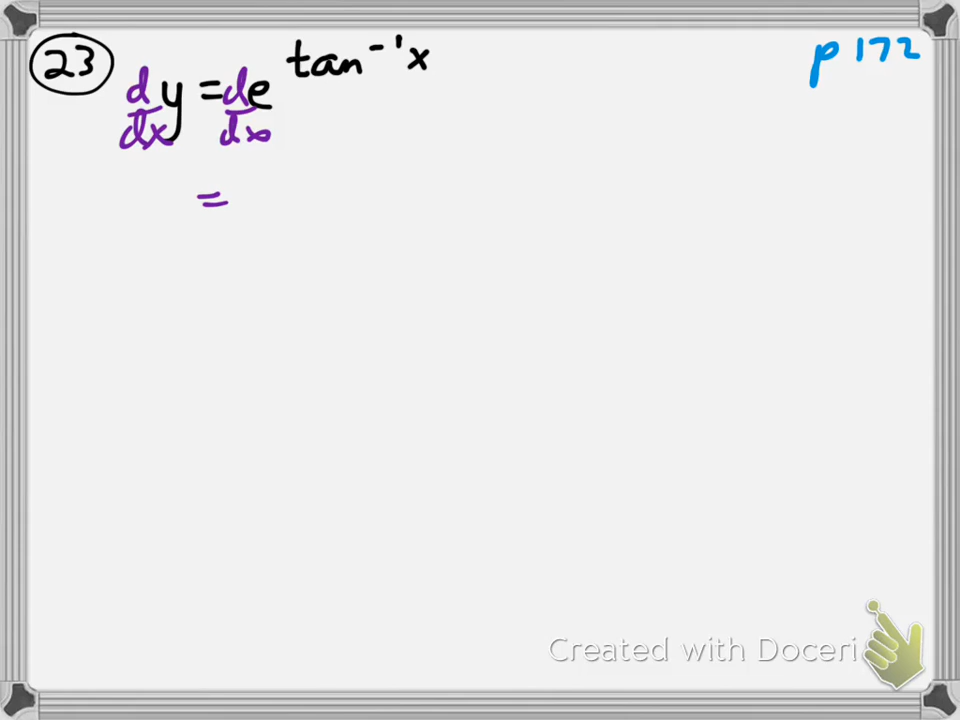 23 d/dx y = d/dx e^tan⁻¹x
p 172
=
Created with Doceri